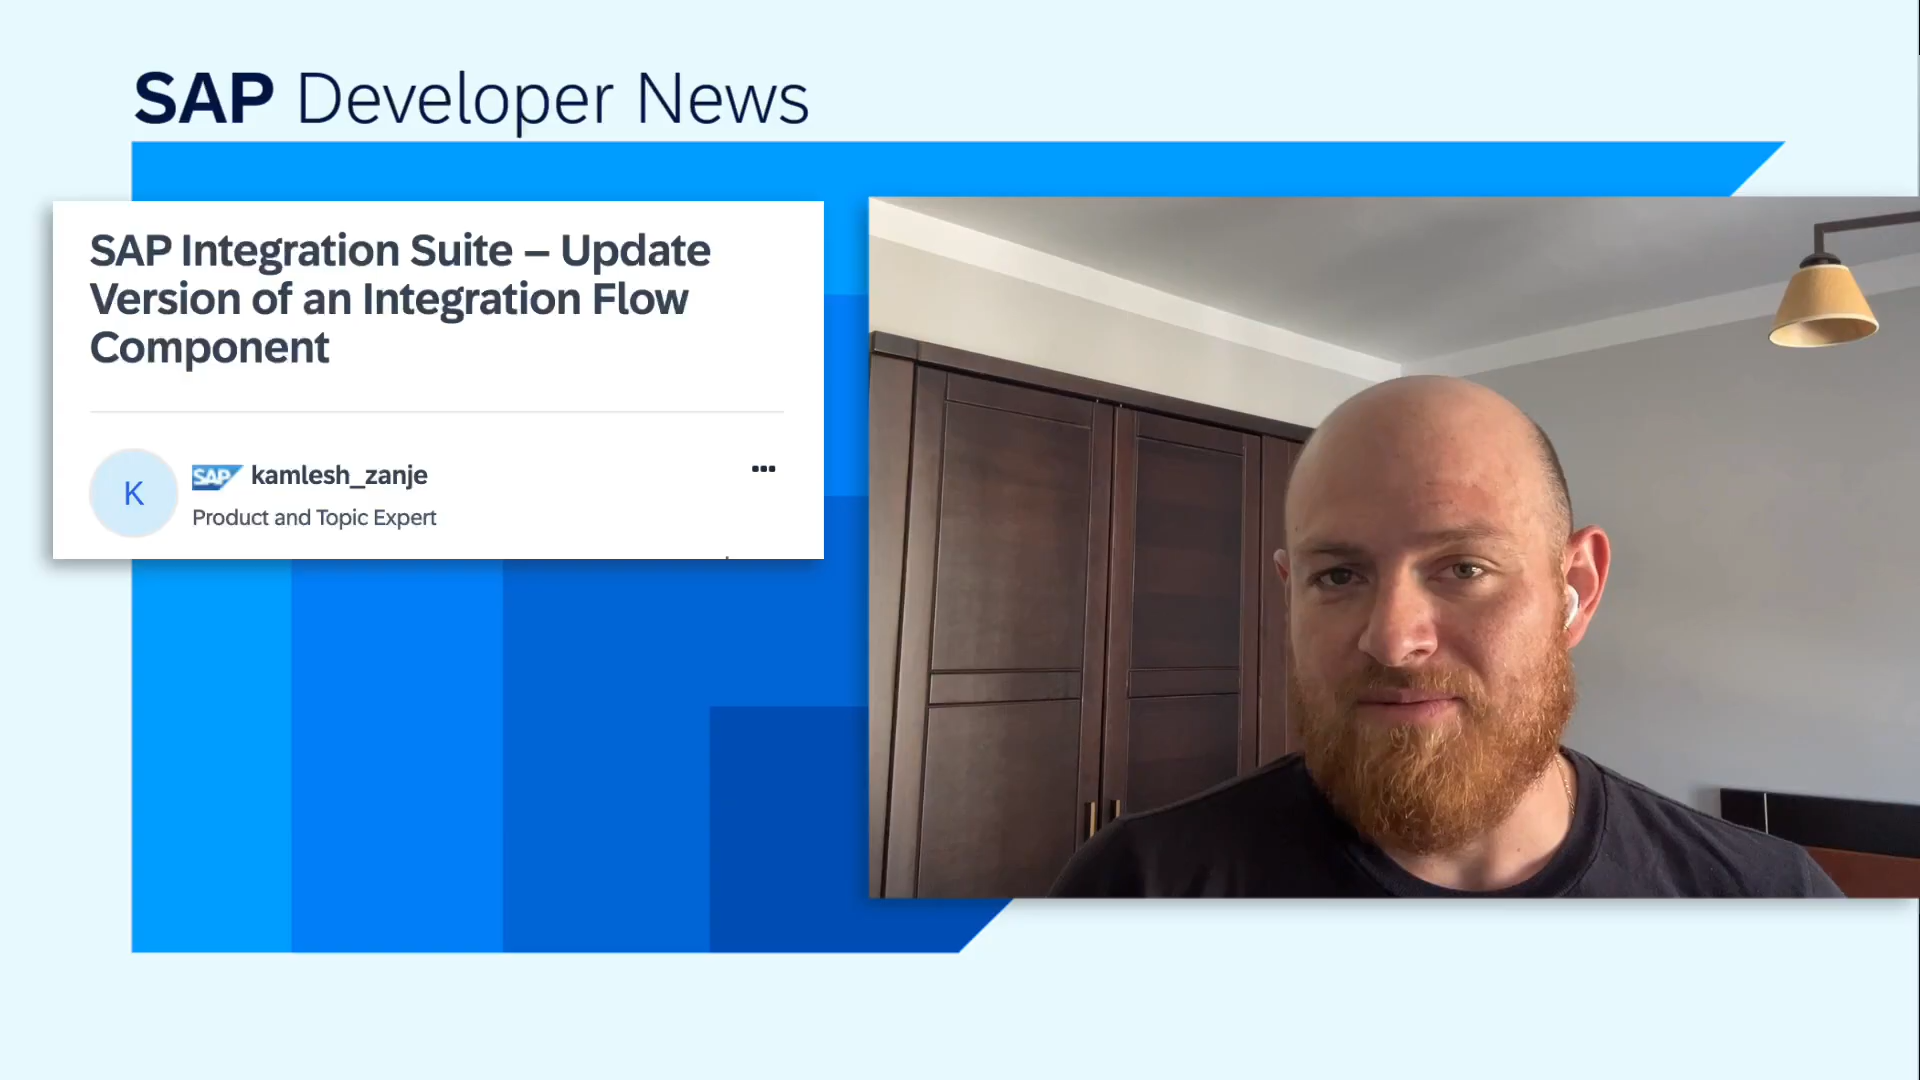 SAP Developer News
SAP Integration Suite – Update
Version of an Integration Flow
Component
K
SAP kamlesh_zanje
Product and Topic Expert